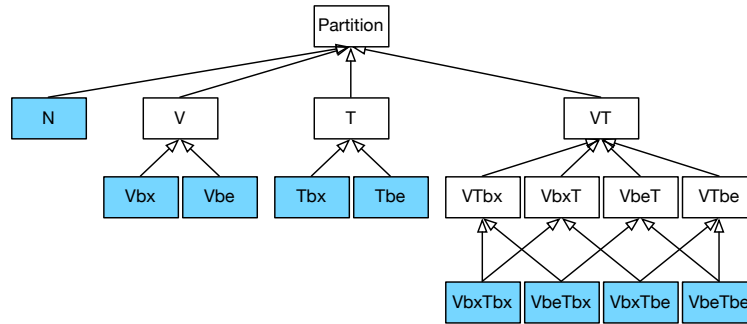 Partition
N
V
T
VT
Vbx
Vbe
Tbx
Tbe
VTbx
VbxT
VbeT
VTbe
VbxTbx
VbeTbx
VbxTbe
VbeTbe